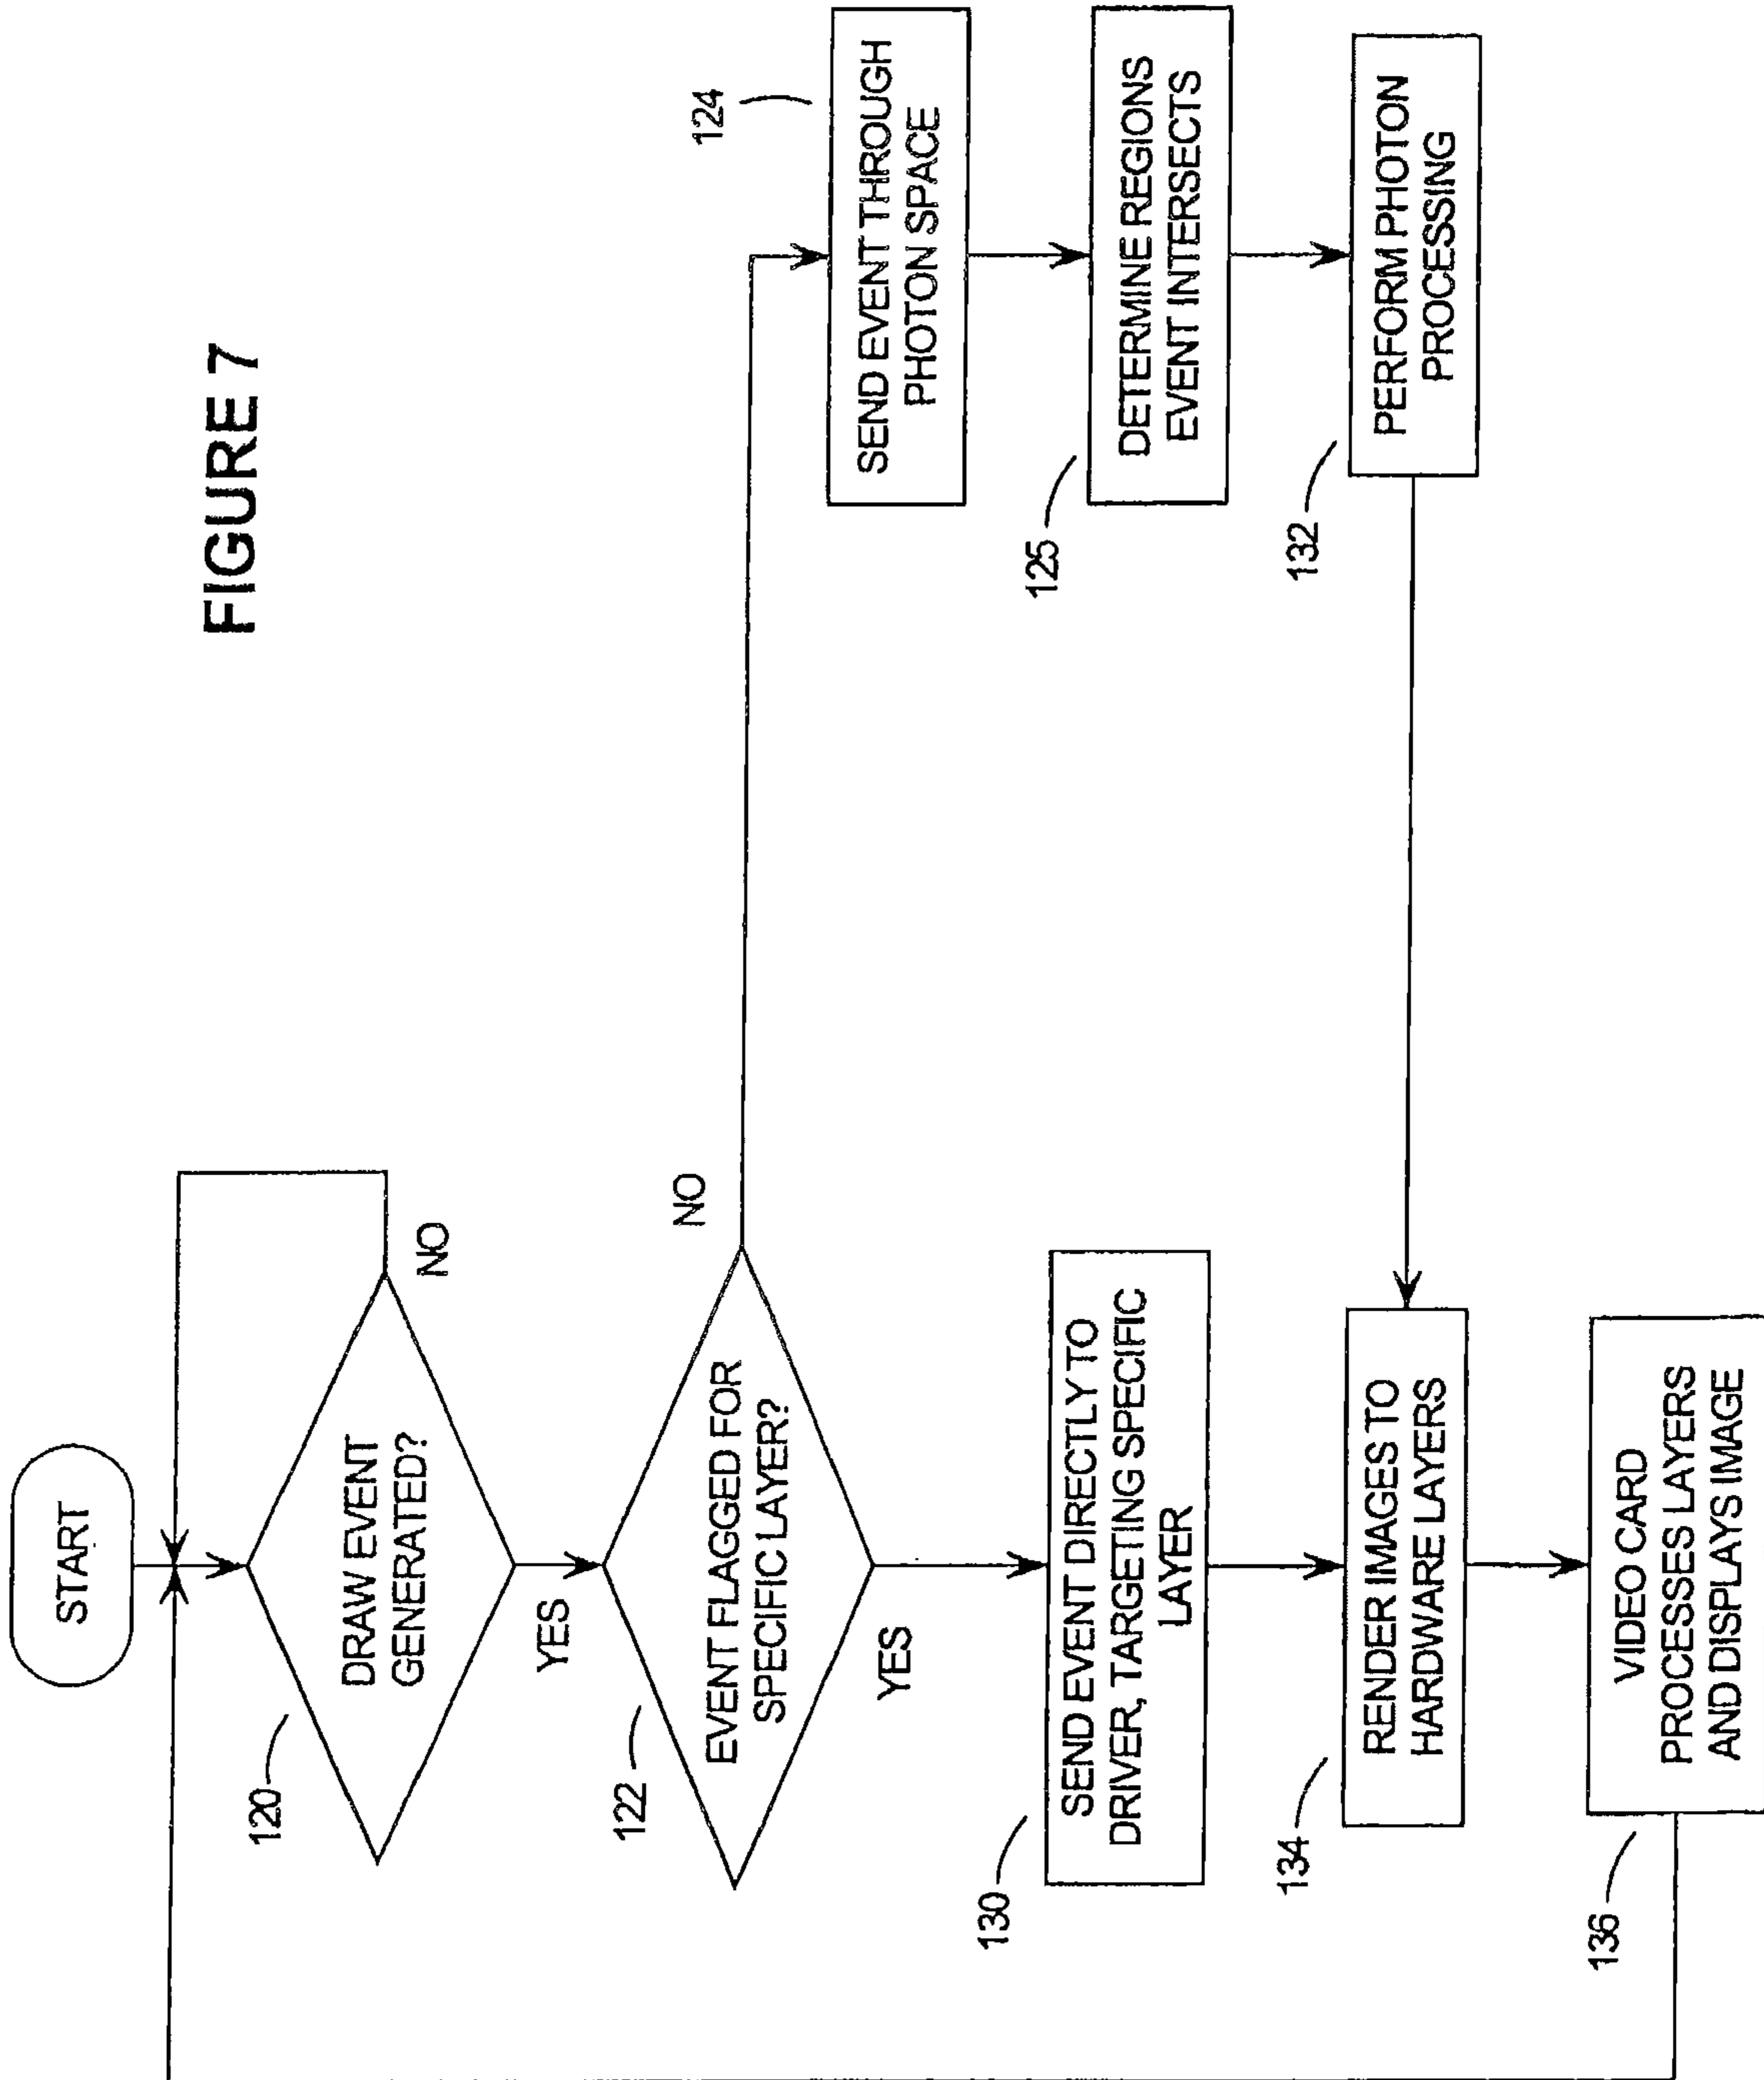 FIGURE 7
START
DRAW EVENT
GENERATED?
120
NO
YES
EVENT FLAGGED FOR
SPECIFIC LAYER?
122
NO
YES
SEND EVENT THROUGH
PHOTON SPACE
124
DETERMINE REGIONS
EVENT INTERSECTS
125
PERFORM PHOTON
PROCESSING
132
SEND EVENT DIRECTLY TO
DRIVER, TARGETING SPECIFIC
LAYER
130
RENDER IMAGES TO
HARDWARE LAYERS
134
VIDEO CARD
PROCESSES LAYERS
AND DISPLAYS IMAGE
136